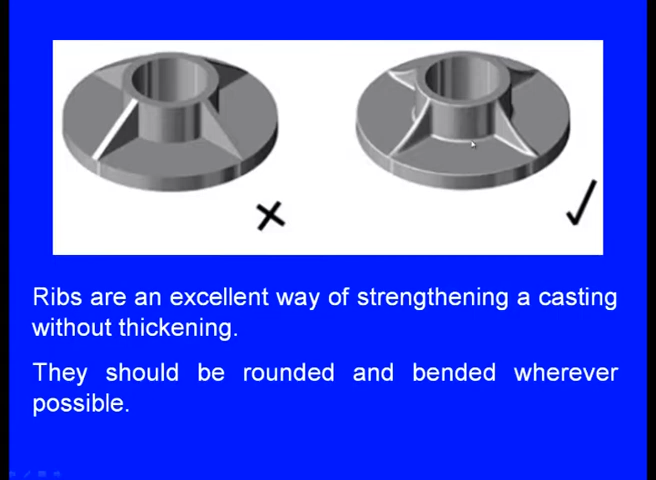 Ribs are an excellent way of strengthening a casting
without thickening.
They should be rounded and bended wherever
possible.